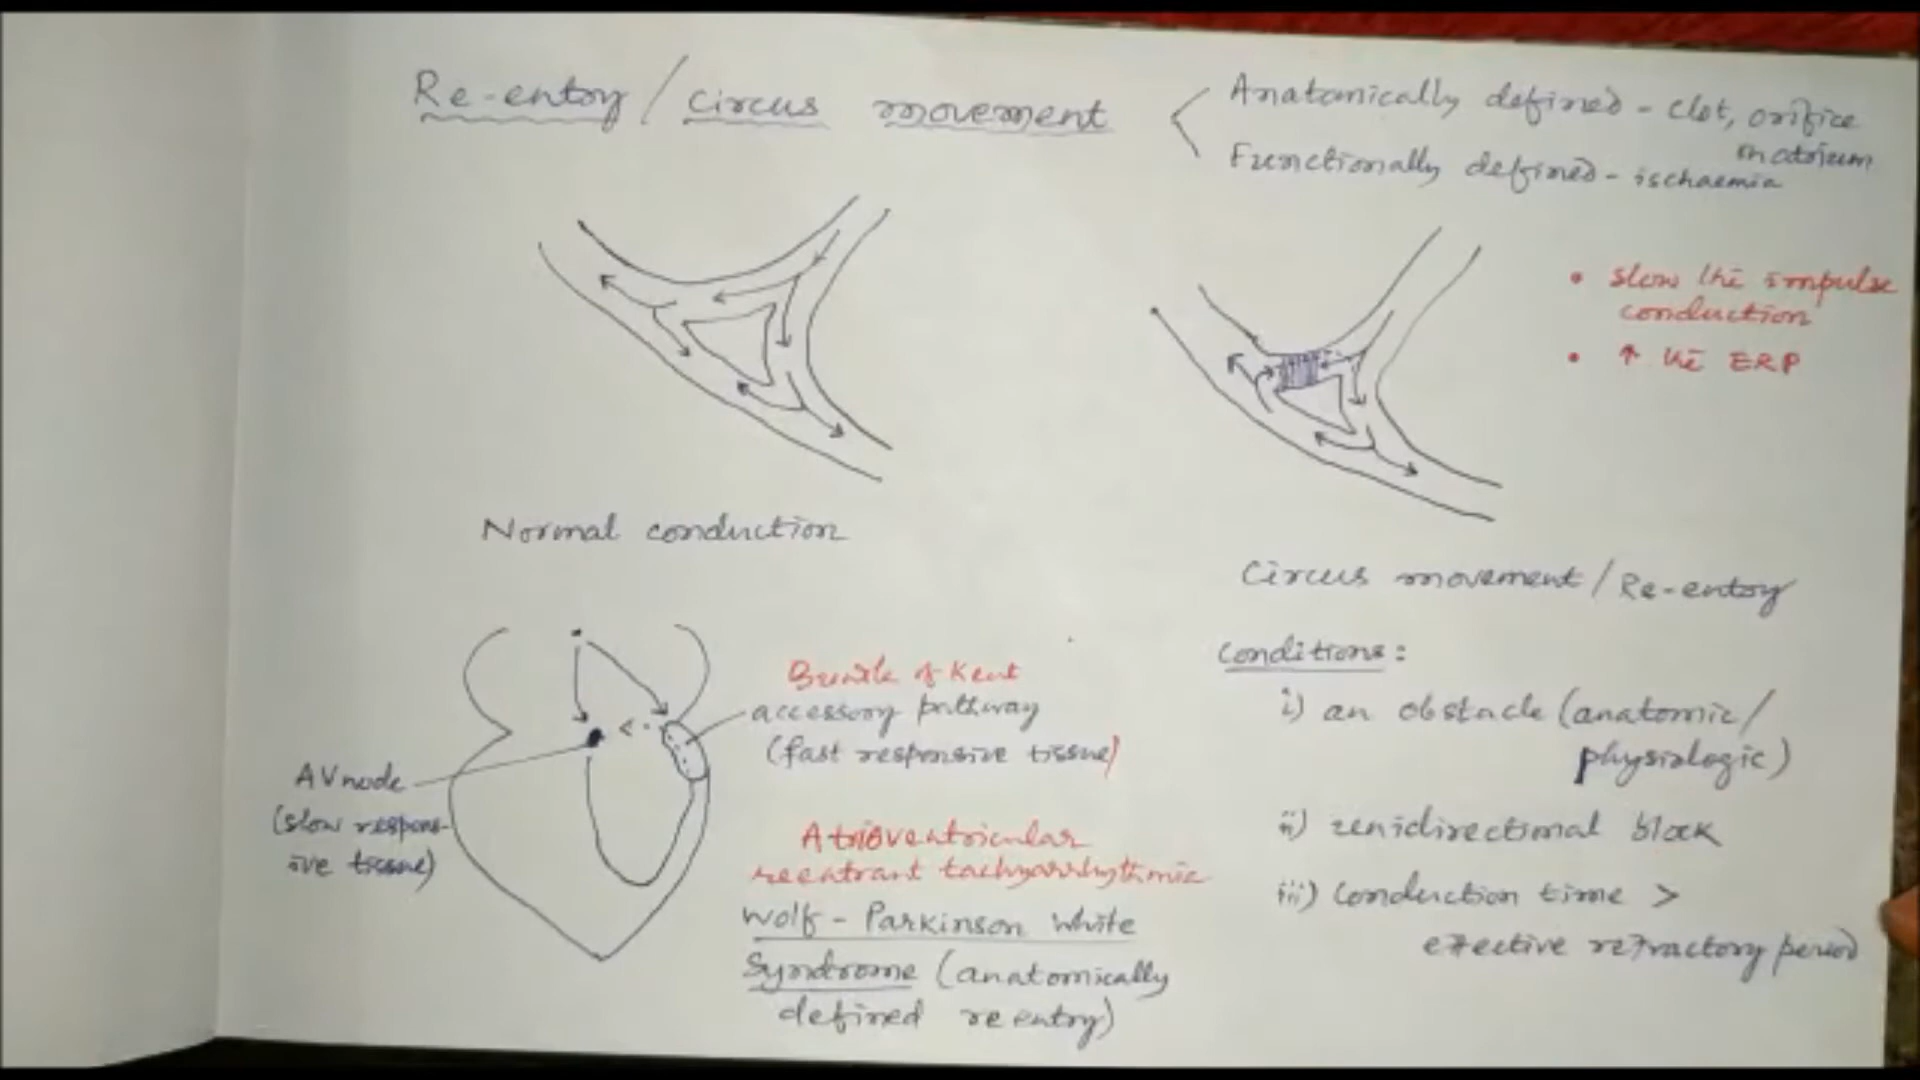 Re-entry / circus movement
Anatomically defined - clot, orifice
in atrium
Functionally defined - ischaemia
• slow the impulse
conduction
• ↑ the ERP
Normal conduction
Circus movement / Re-entry
Bundle of Kent
accessory pathway
(fast responsive tissue)
AV node
(slow respons-
ive tissue)
Atrioventricular
reentrant tachyarrhythmia
Wolf - Parkinson White
Syndrome (anatomically
defined reentry)
Conditions:
i) an obstacle (anatomic/
physiologic)
ii) unidirectional block
iii) Conduction time >
effective refractory period